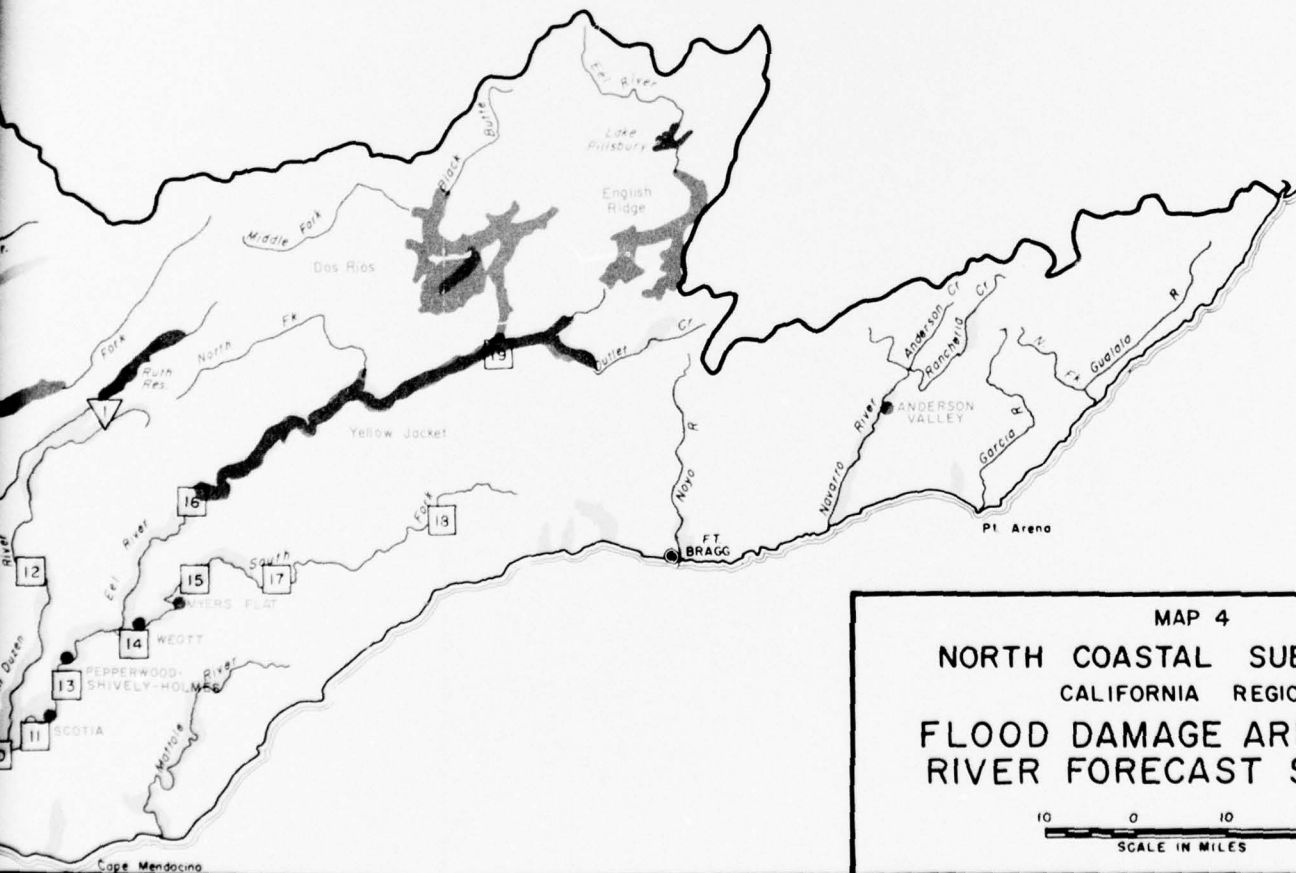 Eel River
Black Butte
Lake
Pillsbury
English
Ridge
Middle Fork
Dos Rios
Fork
Ruth
Res.
1
North Fk
19
Outlet Cr
Anderson Cr
Rancheria Cr
N Fk
Gualala R
Yellow Jacket
ANDERSON
VALLEY
Navarro River
Garcia R
Noyo R
Pt. Arena
FT.
BRAGG
16
Eel River
South Fork
18
River
12
15
17
MYERS FLAT
14
WEOTT
Duzen
PEPPERWOOD-
SHIVELY-HOLMES
13
Mattole River
11
SCOTIA
Cape Mendocino
MAP 4
NORTH COASTAL SUB
CALIFORNIA REGIO
FLOOD DAMAGE AR
RIVER FORECAST S
10 0 10
SCALE IN MILES